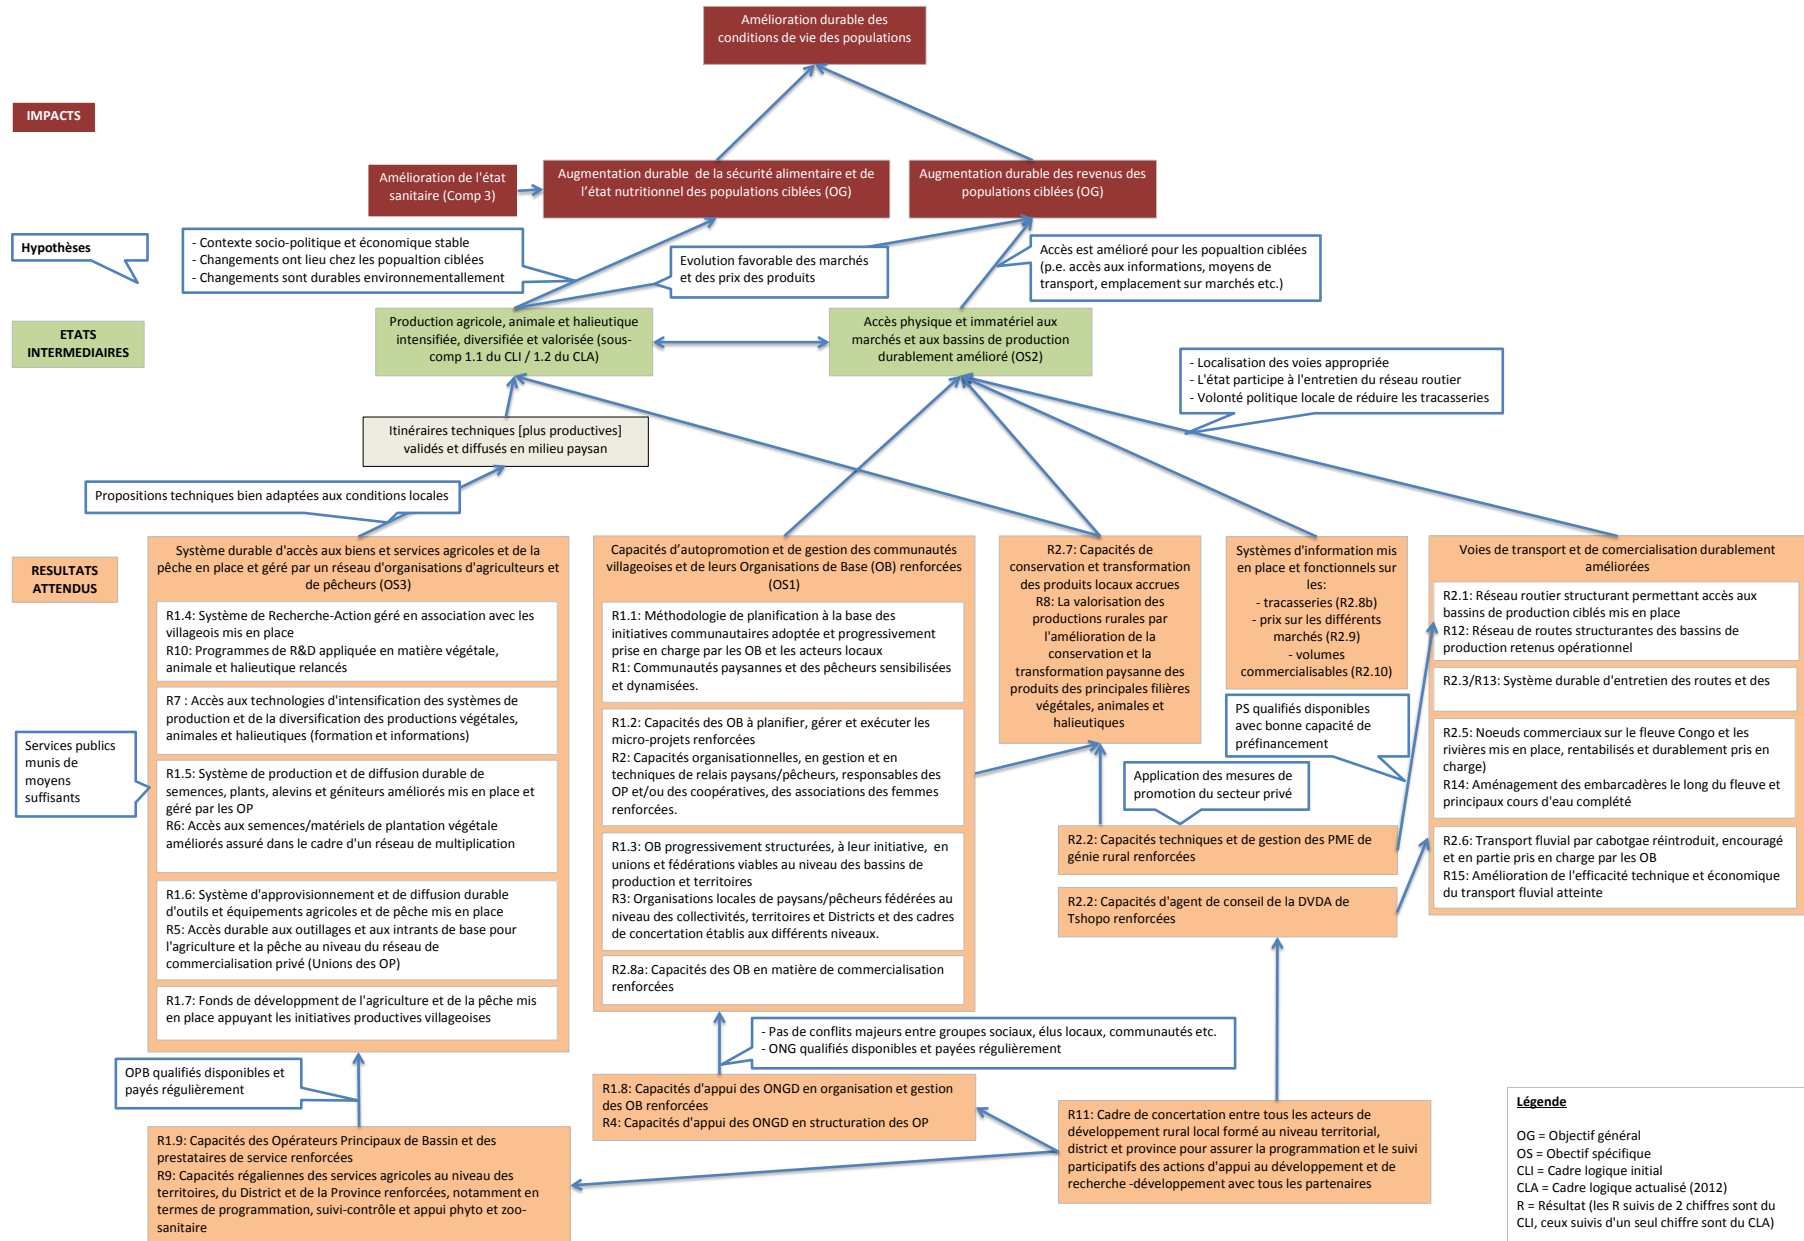 Amélioration durable des
conditions de vie des populations
IMPACTS
Amélioration de l'état
sanitaire (Comp 3)
Augmentation durable  de la sécurité alimentaire et de
l'état nutritionnel des populations ciblées (OG)
Augmentation durable des revenus des
populations ciblées (OG)
Hypothèses
- Contexte socio-politique et économique stable
- Changements ont lieu chez les popualtion ciblées
- Changements sont durables environnementallement
Evolution favorable des marchés
et des prix des produits
Accès est amélioré pour les popualtion ciblées
(p.e. accès aux informations, moyens de
transport, emplacement sur marchés etc.)
ETATS
INTERMEDIAIRES
Production agricole, animale et halieutique
intensifiée, diversifiée et valorisée (sous-
comp 1.1 du CLI / 1.2 du CLA)
Accès physique et immatériel aux
marchés et aux bassins de production
durablement amélioré (OS2)
- Localisation des voies appropriée
- L'état participe à l'entretien du réseau routier
- Volonté politique locale de réduire les tracasseries
Itinéraires techniques [plus productives]
validés et diffusés en milieu paysan
Propositions techniques bien adaptées aux conditions locales
RESULTATS
ATTENDUS
Système durable d'accès aux biens et services agricoles et de la
pêche en place et géré par un réseau d'organisations d'agriculteurs et
de pêcheurs (OS3)
R1.4: Système de Recherche-Action géré en association avec les
villageois mis en place
R10: Programmes de R&D appliquée en matière végétale,
animale et halieutique relancés
R7 : Accès aux technologies d'intensification des systèmes de
production et de la diversification des productions végétales,
animales et halieutiques (formation et informations)
R1.5: Système de production et de diffusion durable de
semences, plants, alevins et géniteurs améliorés mis en place et
géré par les OP
R6: Accès aux semences/matériels de plantation végétale
améliorés assuré dans le cadre d'un réseau de multiplication
R1.6: Système d'approvisionnement et de diffusion durable
d'outils et équipements agricoles et de pêche mis en place
R5: Accès durable aux outillages et aux intrants de base pour
l'agriculture et la pêche au niveau du réseau de
commercialisation privé (Unions des OP)
R1.7: Fonds de développment de l'agriculture et de la pêche mis
en place appuyant les initiatives productives villageoises
Services publics
munis de
moyens
suffisants
Capacités d'autopromotion et de gestion des communautés
villageoises et de leurs Organisations de Base (OB) renforcées
(OS1)
R1.1: Méthodologie de planification à la base des
initiatives communautaires adoptée et progressivement
prise en charge par les OB et les acteurs locaux
R1: Communautés paysannes et des pêcheurs sensibilisées
et dynamisées.
R1.2: Capacités des OB à planifier, gérer et exécuter les
micro-projets renforcées
R2: Capacités organisationnelles, en gestion et en
techniques de relais paysans/pêcheurs, responsables des
OP et/ou des coopératives, des associations des femmes
renforcées.
R1.3: OB progressivement structurées, à leur initiative,  en
unions et fédérations viables au niveau des bassins de
production et territoires
R3: Organisations locales de paysans/pêcheurs fédérées au
niveau des collectivités, territoires et Districts et des cadres
de concertation établis aux différents niveaux.
R2.8a: Capacités des OB en matière de commercialisation
renforcées
R2.7: Capacités de
conservation et transformation
des produits locaux accrues
R8: La valorisation des
productions rurales par
l'amélioration de la
conservation et la
transformation paysanne des
produits des principales filières
végétales, animales et
halieutiques
Systèmes d'information mis
en place et fonctionnels sur
les:
- tracasseries (R2.8b)
- prix sur les différents
marchés (R2.9)
- volumes
commercialisables (R2.10)
PS qualifiés disponibles
avec bonne capacité de
préfinancement
Application des mesures de
promotion du secteur privé
R2.2: Capacités techniques et de gestion des PME de
génie rural renforcées
R2.2: Capacités d'agent de conseil de la DVDA de
Tshopo renforcées
Voies de transport et de comercialisation durablement
améliorées
R2.1: Réseau routier structurant permettant accès aux
bassins de production ciblés mis en place
R12: Réseau de routes structurantes des bassins de
production retenus opérationnel
R2.3/R13: Système durable d'entretien des routes et des
R2.5: Noeuds commerciaux sur le fleuve Congo et les
rivières mis en place, rentabilisés et durablement pris en
charge)
R14: Aménagement des embarcadères le long du fleuve et
principaux cours d'eau complété
R2.6: Transport fluvial par cabotgae réintroduit, encouragé
et en partie pris en charge par les OB
R15: Amélioration de l'efficacité technique et économique
du transport fluvial atteinte
OPB qualifiés disponibles et
payés régulièrement
- Pas de conflits majeurs entre groupes sociaux, élus locaux, communautés etc.
- ONG qualifiés disponibles et payées régulièrement
R1.8: Capacités d'appui des ONGD en organisation et gestion
des OB renforcées
R4: Capacités d'appui des ONGD en structuration des OP
R1.9: Capacités des Opérateurs Principaux de Bassin et des
prestataires de service renforcées
R9: Capacités régaliennes des services agricoles au niveau des
territoires, du District et de la Province renforcées, notamment en
termes de programmation, suivi-contrôle et appui phyto et zoo-
sanitaire
R11: Cadre de concertation entre tous les acteurs de
développement rural local formé au niveau territorial,
district et province pour assurer la programmation et le suivi
participatifs des actions d'appui au développement et de
recherche -développement avec tous les partenaires
Légende
OG = Objectif général
OS = Obectif spécifique
CLI = Cadre logique initial
CLA = Cadre logique actualisé (2012)
R = Résultat (les R suivis de 2 chiffres sont du
CLI, ceux suivis d'un seul chiffre sont du CLA)